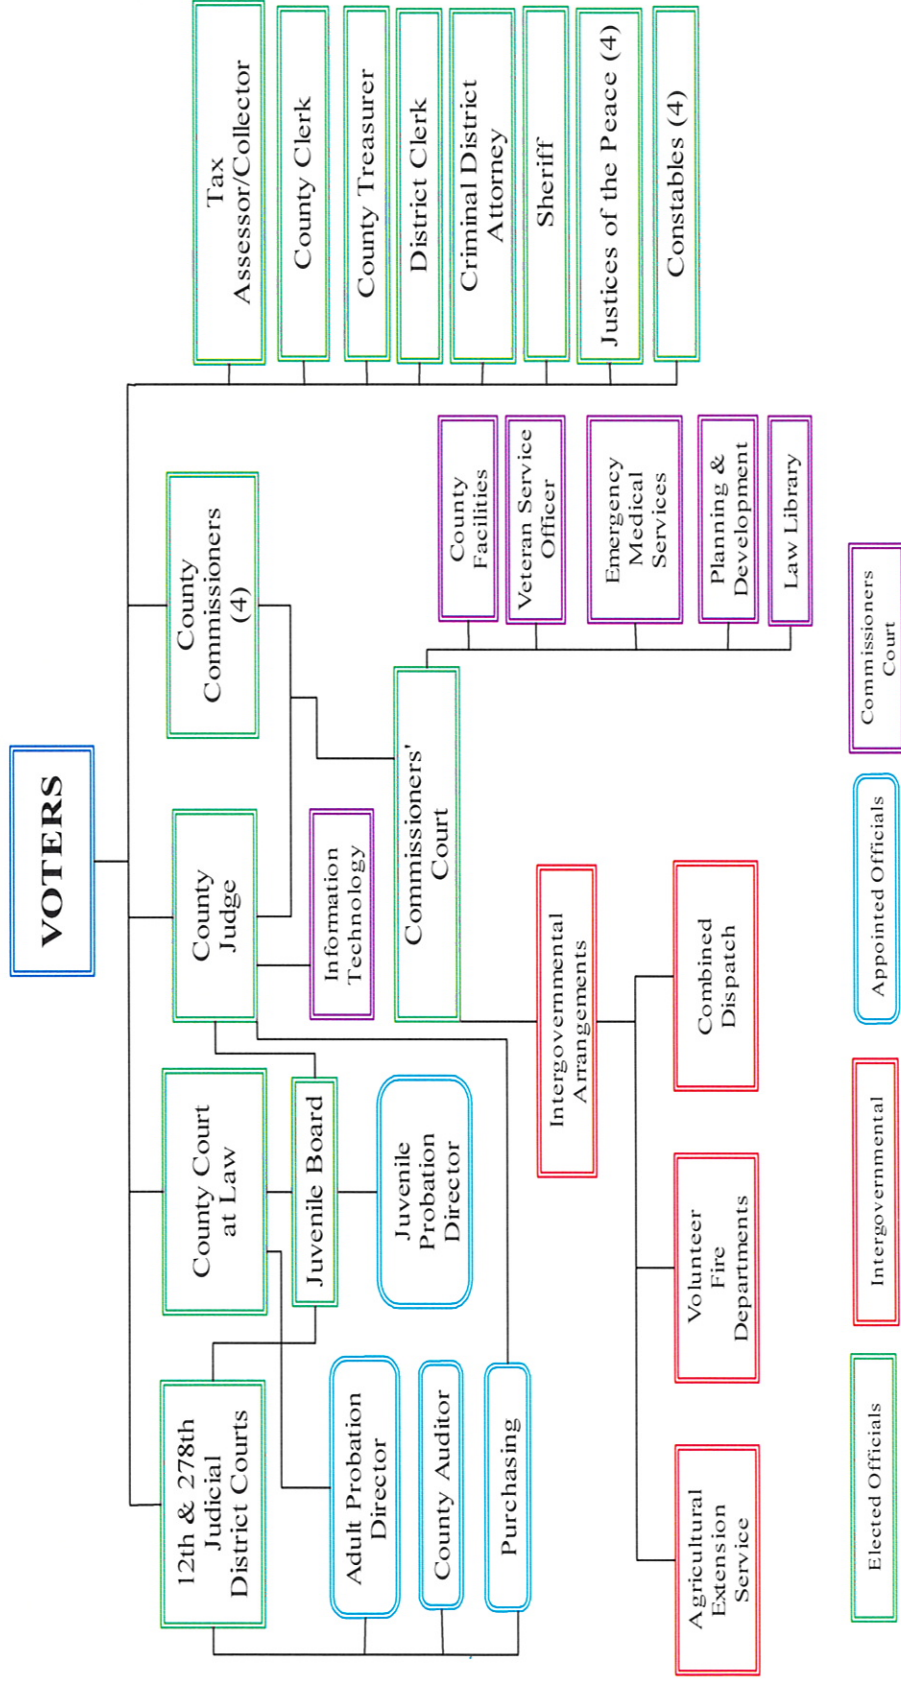 VOTERS
12th & 278th
Judicial
District Courts
County Court
at Law
County
Judge
County
Commissioners
(4)
Tax
Assessor/Collector
County Clerk
County Treasurer
District Clerk
Criminal District
Attorney
Sheriff
Justices of the Peace (4)
Constables (4)
Juvenile Board
Information
Technology
Adult Probation
Director
County Auditor
Purchasing
Juvenile
Probation
Director
Commissioners'
Court
County
Facilities
Veteran Service
Officer
Emergency
Medical
Services
Planning &
Development
Law Library
Intergovernmental
Arrangements
Agricultural
Extension
Service
Volunteer
Fire
Departments
Combined
Dispatch
Elected Officials
Intergovernmental
Appointed Officials
Commissioners
Court